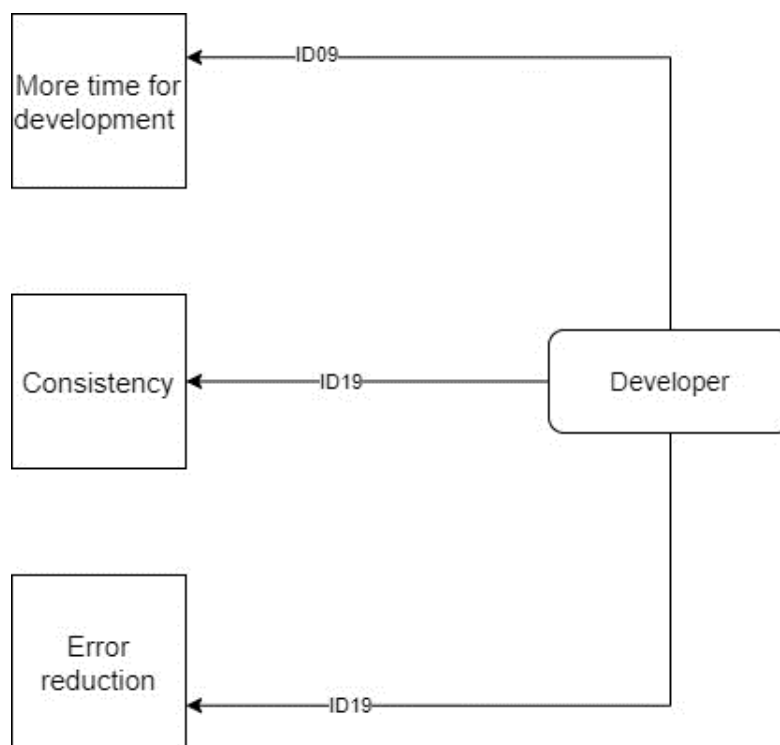 ID09
More time for
development
Consistency
ID19
Developer
Error
reduction
ID19